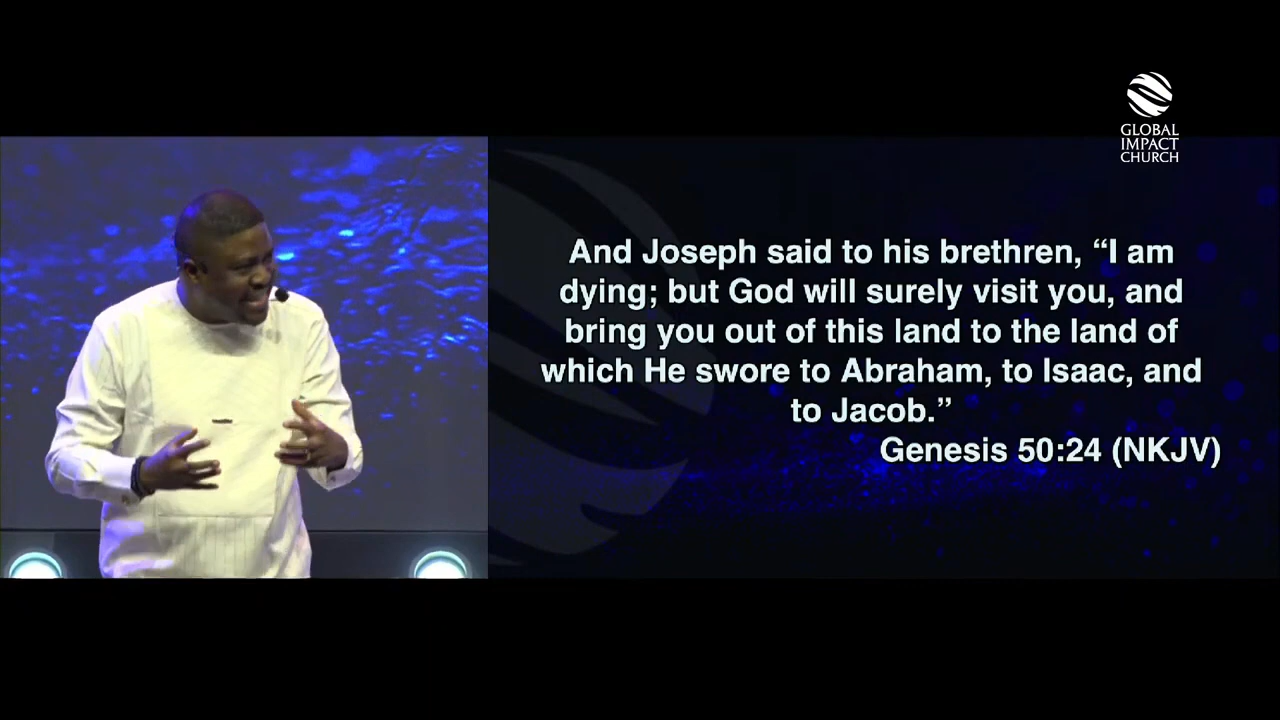 GLOBAL
IMPACT
CHURCH
And Joseph said to his brethren, “I am
dying; but God will surely visit you, and
bring you out of this land to the land of
which He swore to Abraham, to Isaac, and
to Jacob.”
Genesis 50:24 (NKJV)